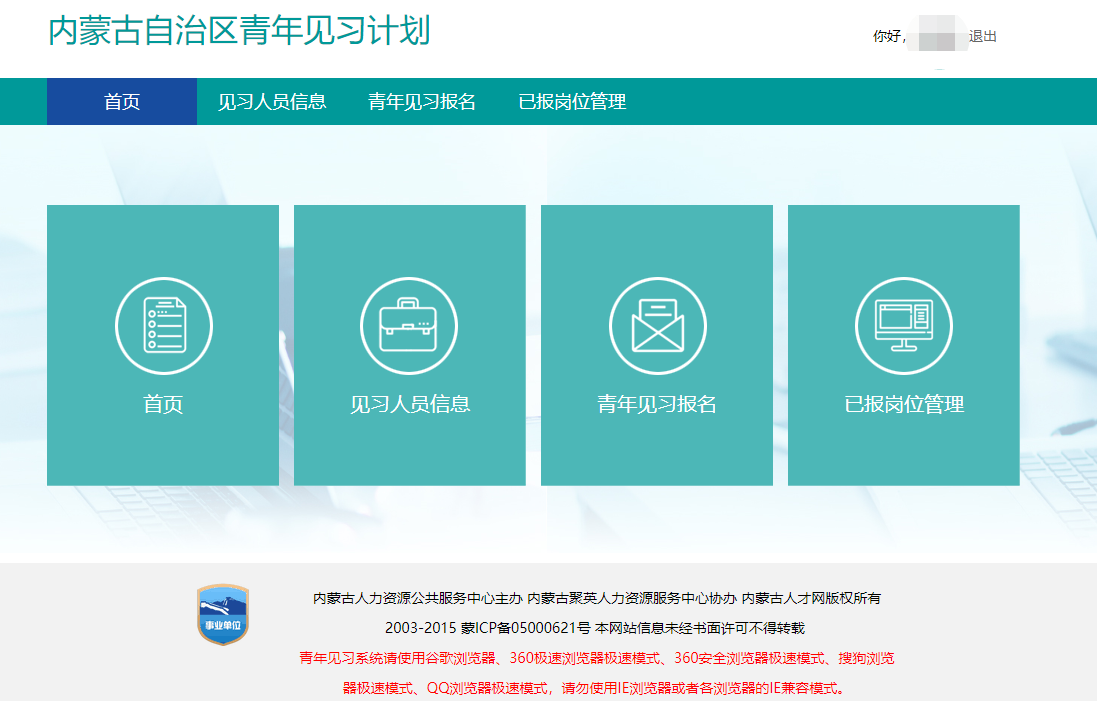 内蒙古自治区青年见习计划
你好, 退出
首页 见习人员信息 青年见习报名 已报岗位管理
首页 见习人员信息 青年见习报名 已报岗位管理
事业单位
内蒙古人力资源公共服务中心主办 内蒙古聚英人力资源服务中心协办 内蒙古人才网版权所有
2003-2015 蒙ICP备05000621号 本网站信息未经书面许可不得转载
青年见习系统请使用谷歌浏览器、360极速浏览器极速模式、360安全浏览器极速模式、搜狗浏览
器极速模式、QQ浏览器极速模式，请勿使用IE浏览器或者各浏览器的IE兼容模式。